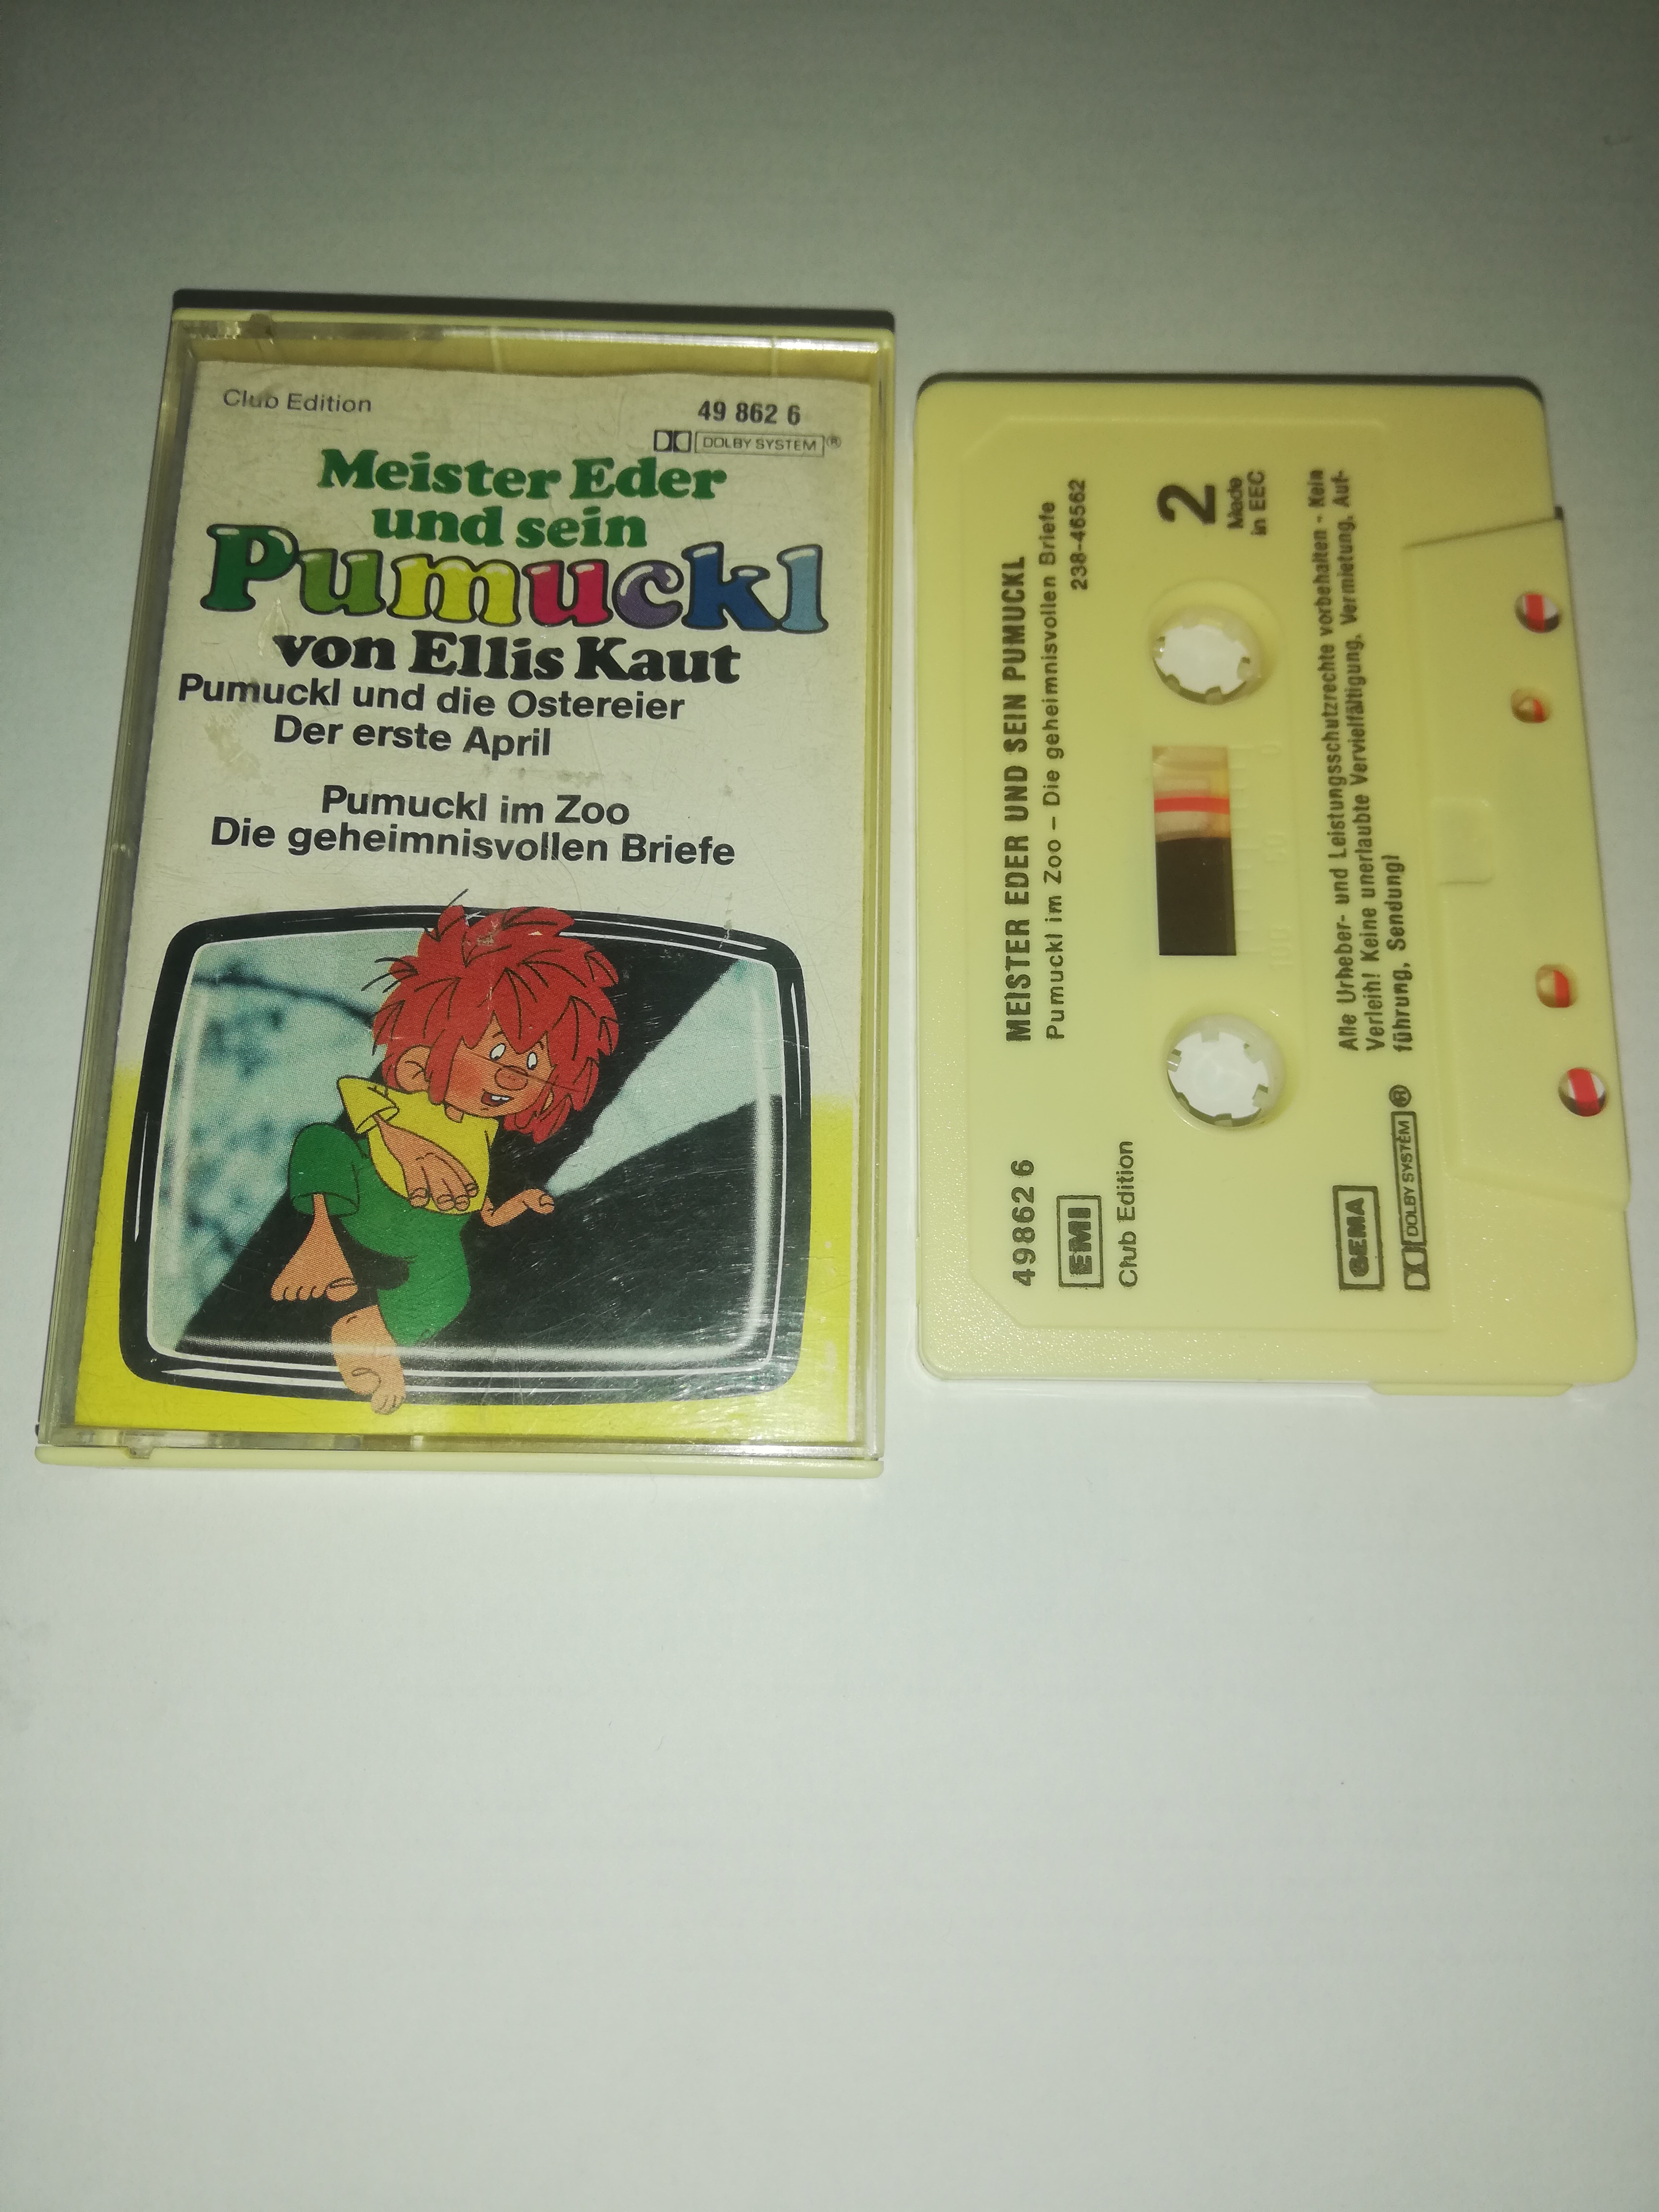 Club Edition
49 862 6
DOLBY SYSTEM ®
Meister Eder
und sein
Pumuckl
von Ellis Kaut
Pumuckl und die Ostereier
Der erste April
Pumuckl im Zoo
Die geheimnisvollen Briefe
49862 6
MEISTER EDER UND SEIN PUMUCKL
EMI
Pumuckl im Zoo – Die geheimnisvollen Briefe
238-46562
Club Edition
2
Made
in EEC
GEMA
DOLBY SYSTEM ®
Alle Urheber- und Leistungsschutzrechte vorbehalten - Kein
Verleih! Keine unerlaubte Vervielfältigung, Vermietung, Auf-
führung, Sendung!
0
50
100